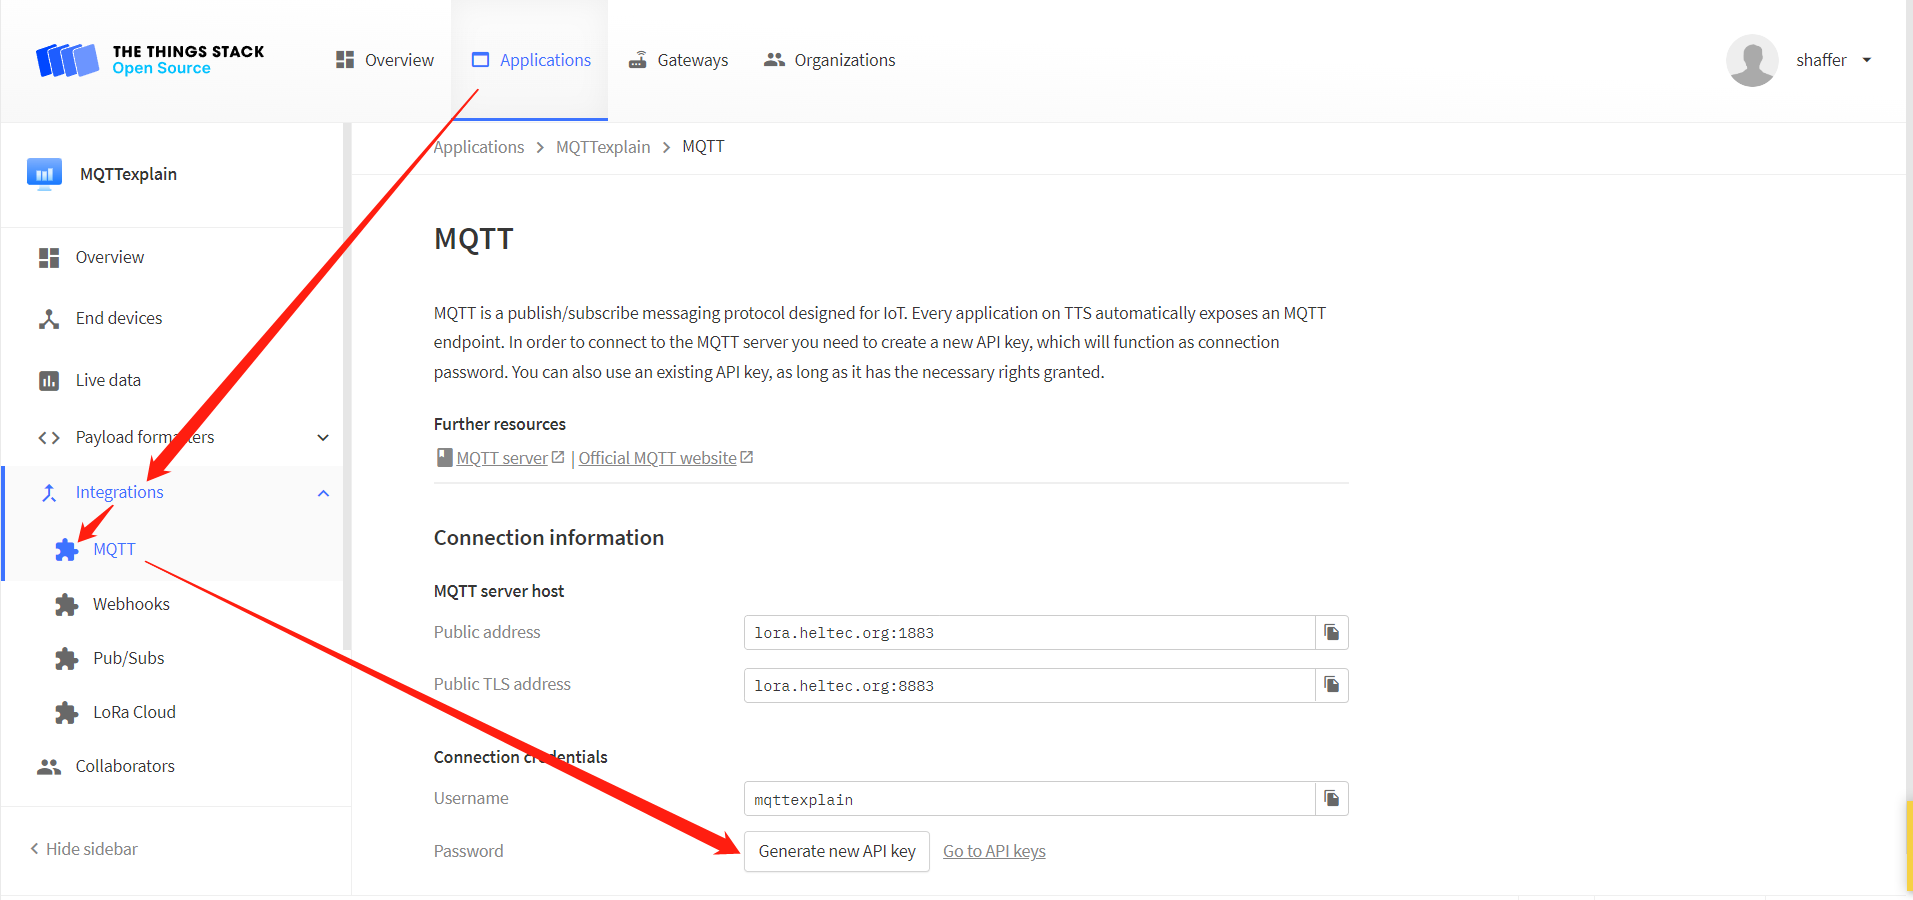 THE THINGS STACK
Open Source
Overview
Applications
Gateways
Organizations
shaffer
MQTTexplain
Overview
End devices
Live data
Payload formatters
Integrations
MQTT
Webhooks
Pub/Subs
LoRa Cloud
Collaborators
< Hide sidebar
Applications > MQTTexplain > MQTT
MQTT
MQTT is a publish/subscribe messaging protocol designed for IoT. Every application on TTS automatically exposes an MQTT
endpoint. In order to connect to the MQTT server you need to create a new API key, which will function as connection
password. You can also use an existing API key, as long as it has the necessary rights granted.
Further resources
MQTT server | Official MQTT website
Connection information
MQTT server host
Public address
lora.heltec.org:1883
Public TLS address
lora.heltec.org:8883
Connection credentials
Username
mqttexplain
Password
Generate new API key
Go to API keys